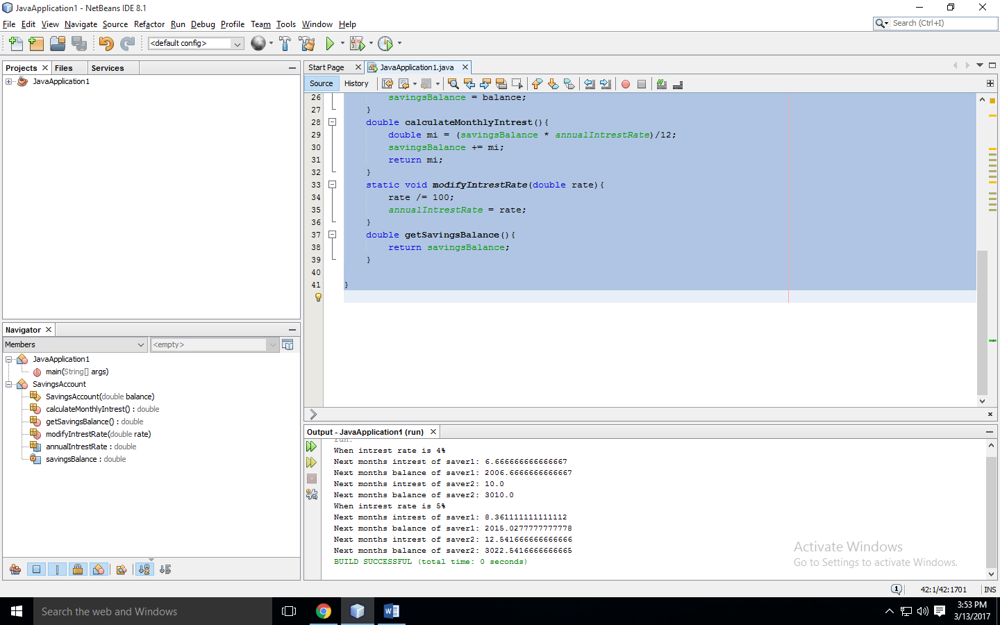 JavaApplication1 - NetBeans IDE 8.1
File Edit View Navigate Source Refactor Run Debug Profile Team Tools Window Help
Search (Ctrl+I)
<default config>
Projects Files Services
JavaApplication1
Start Page JavaApplication1.java
Source History
26 savingsBalance = balance;
27 }
28 double calculateMonthlyIntrest(){
29 double mi = (savingsBalance * annualIntrestRate)/12;
30 savingsBalance += mi;
31 return mi;
32 }
33 static void modifyIntrestRate(double rate){
34 rate /= 100;
35 annualIntrestRate = rate;
36 }
37 double getSavingsBalance(){
38 return savingsBalance;
39 }
40
41 }
Navigator
Members <empty>
JavaApplication1
main(String[] args)
SavingsAccount
SavingsAccount(double balance)
calculateMonthlyIntrest() : double
getSavingsBalance() : double
modifyIntrestRate(double rate)
annualIntrestRate : double
savingsBalance : double
Output - JavaApplication1 (run)
run:
When intrest rate is 4%
Next months intrest of saver1: 6.666666666666667
Next months balance of saver1: 2006.6666666666667
Next months intrest of saver2: 10.0
Next months balance of saver2: 3010.0
When intrest rate is 5%
Next months intrest of saver1: 8.361111111111112
Next months balance of saver1: 2015.0277777777778
Next months intrest of saver2: 12.541666666666666
Next months balance of saver2: 3022.5416666666665
BUILD SUCCESSFUL (total time: 0 seconds)
Activate Windows
Go to Settings to activate Windows.
1 42:1/42:1701 INS
Search the web and Windows
3:53 PM
3/13/2017